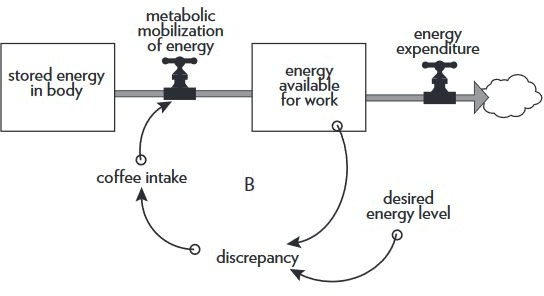 metabolic
mobilization
of energy
energy
expenditure
stored energy
in body
energy
available
for work
coffee intake
B
desired
energy level
discrepancy